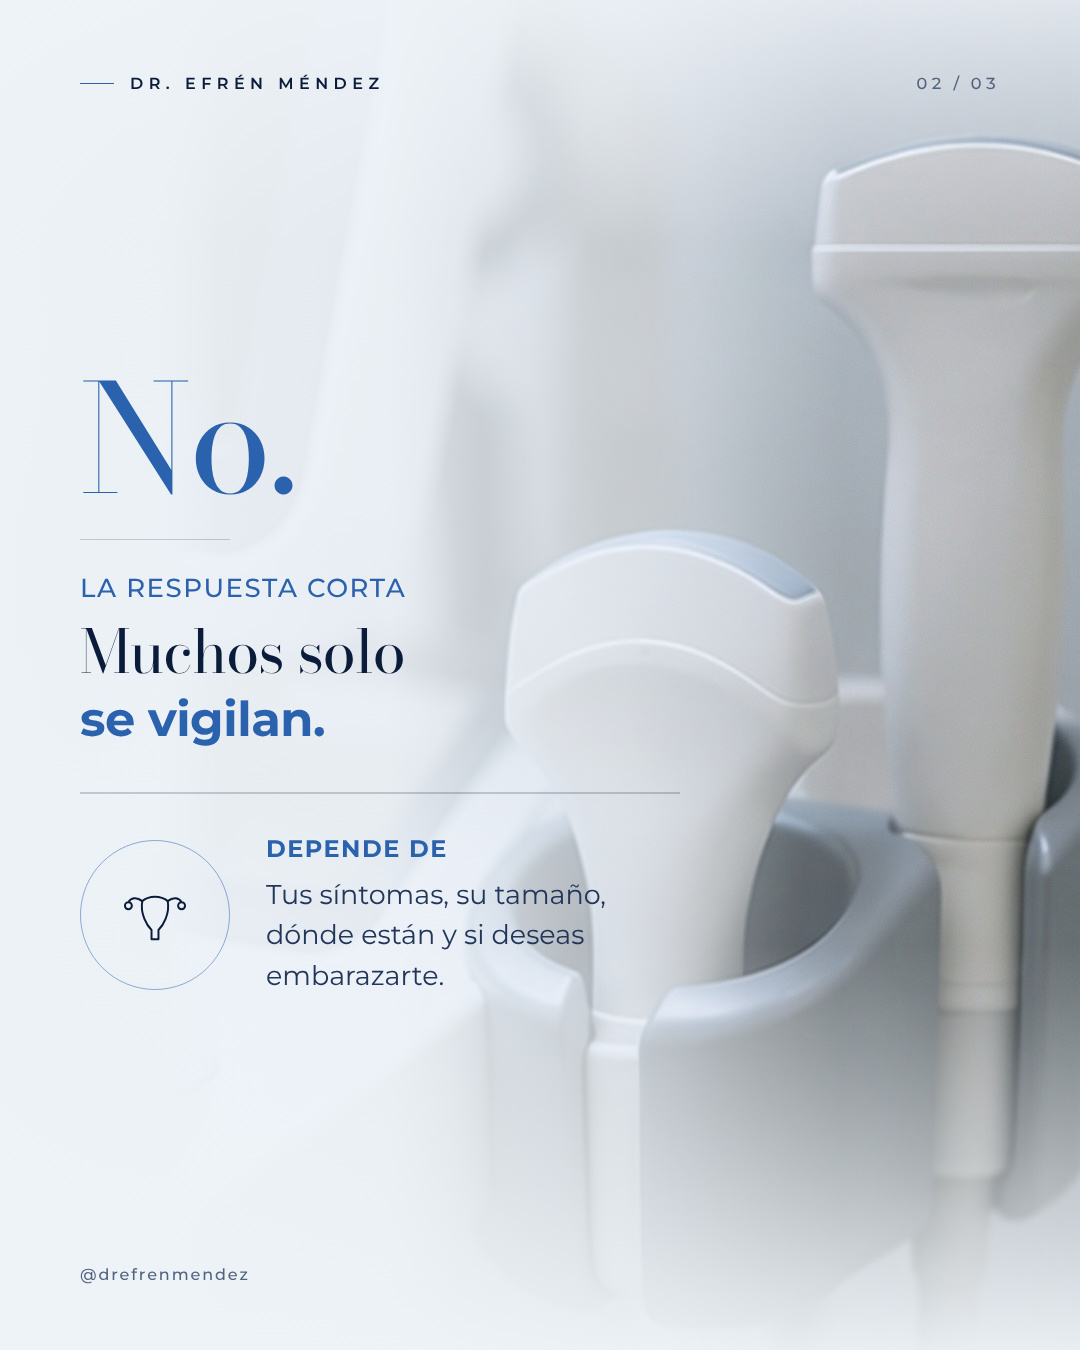 DR. EFRÉN MÉNDEZ
02 / 03
No.
LA RESPUESTA CORTA
Muchos solo
se vigilan.
DEPENDE DE
Tus síntomas, su tamaño,
dónde están y si deseas
embarazarte.
@drefrenmendez